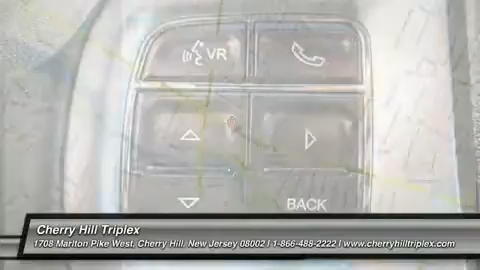 VR
BACK
Cherry Hill Triplex
1708 Marlton Pike West, Cherry Hill, New Jersey 08002 | 1-866-488-2222 | www.cherryhilltriplex.com